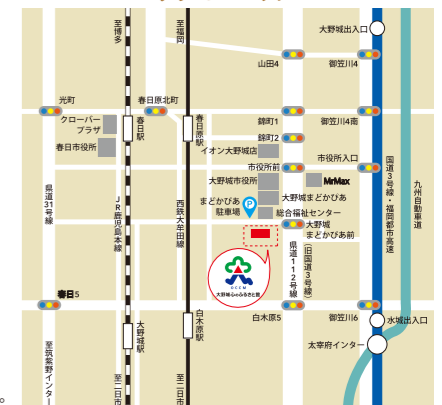 至博多
至福岡
大野城出入口
山田4
御笠川4
光町
春日原北町
クローバー
プラザ
春日駅
春日原駅
錦町1
御笠川4南
錦町2
春日市役所
イオン大野城店
市役所前
市役所入口
大野城市役所
MrMax
県道31号線
JR鹿児島本線
西鉄大牟田線
まどかぴあ
駐車場
P
大野城まどかぴあ
総合福祉センター
大野城
まどかぴあ前
国道3号線・福岡都市高速
九州自動車道
県道112号線
(旧国道3号線)
OCCM
大野城心のふるさと館
春日5
白木原5
御笠川6
大野城駅
白木原駅
水城出入口
太宰府インター
至筑紫野インター
至二日市
至二日市
。